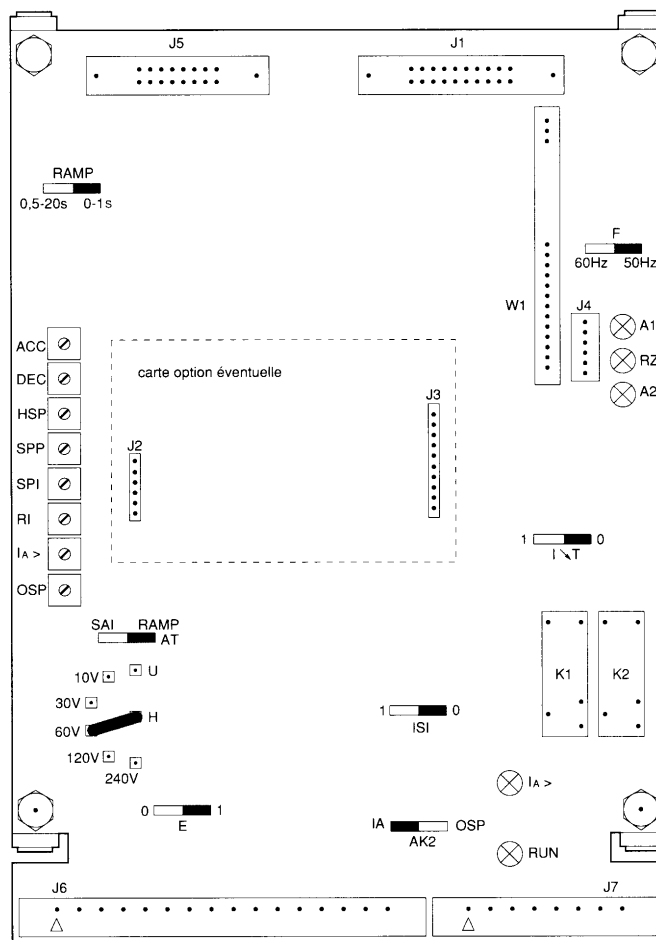 J5 J1
RAMP
0,5-20s 0-1s
F
60Hz 50Hz
W1 J4
A1
RZ
A2
ACC
DEC
HSP
SPP
SPI
RI
IA >
OSP
carte option éventuelle
J3
J2
1 0
I ↘ T
SAI RAMP
AT
10V U
30V
60V H
120V
240V
K1 K2
1 0
ISI
IA >
0 1
E
IA OSP
AK2
RUN
J6 J7